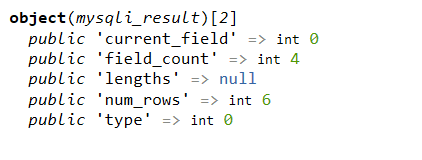 object(mysqli_result)[2]
public 'current_field' => int 0
public 'field_count' => int 4
public 'lengths' => null
public 'num_rows' => int 6
public 'type' => int 0